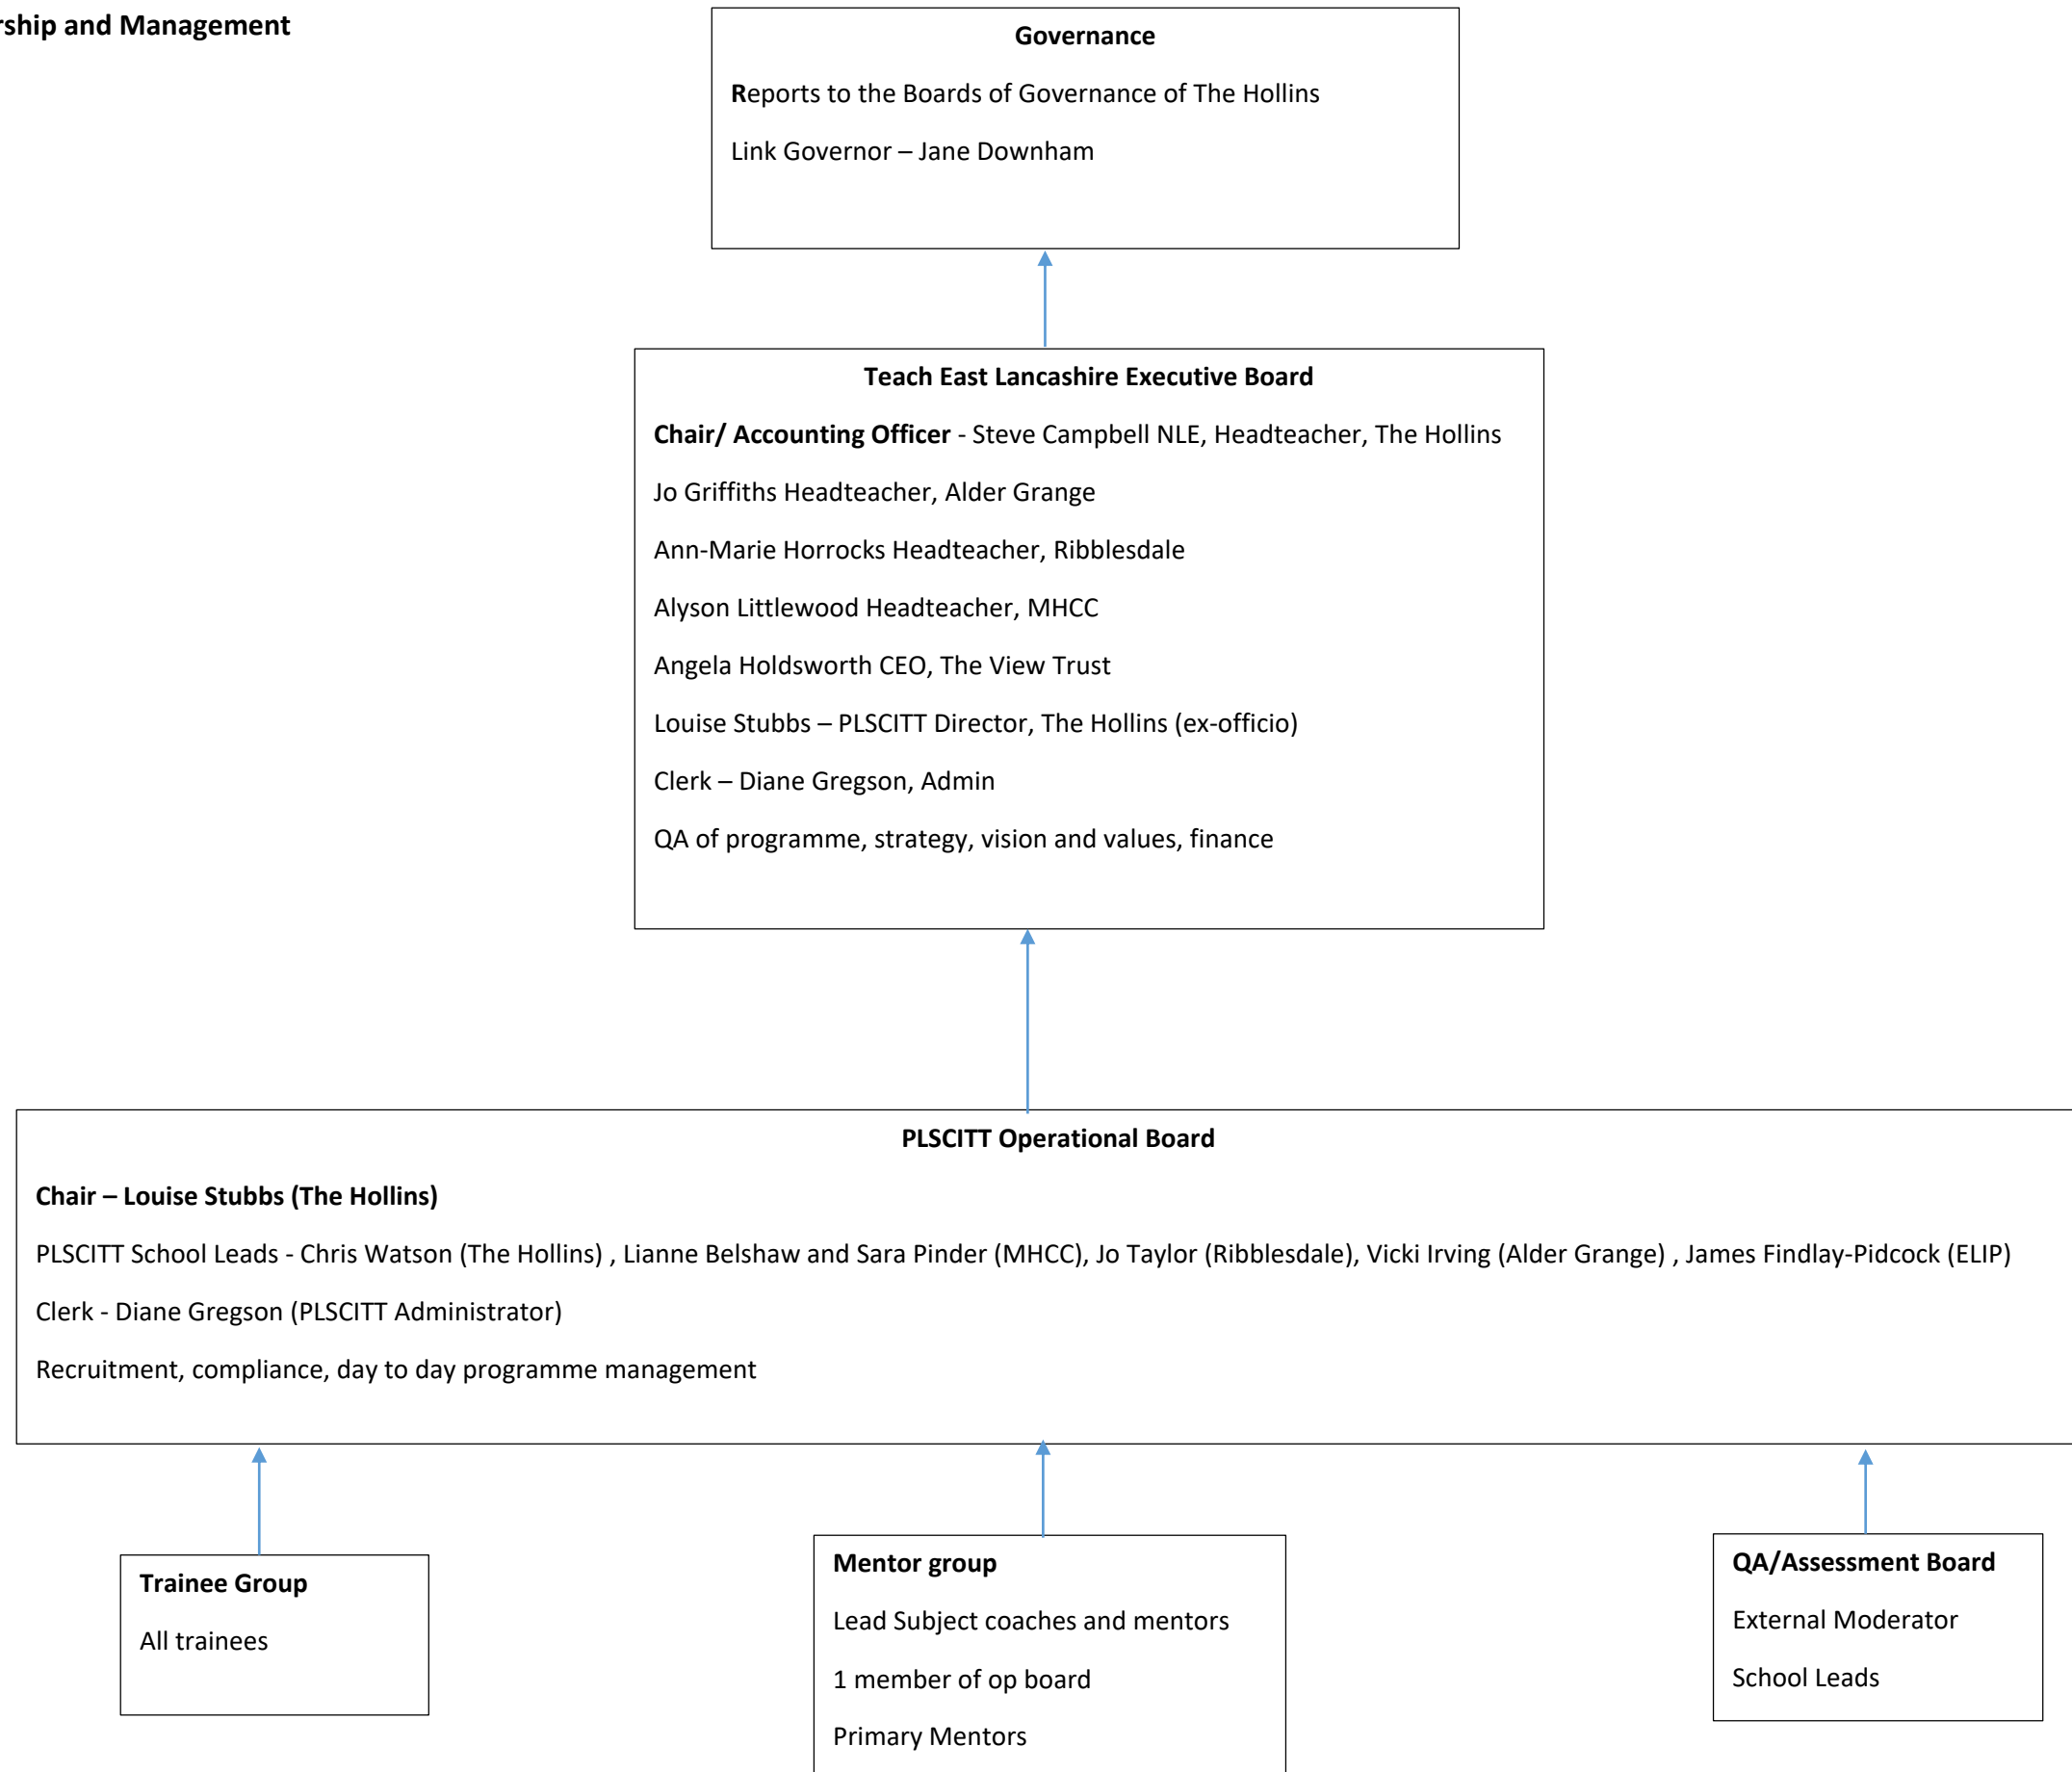 rship and Management
Governance
Reports to the Boards of Governance of The Hollins
Link Governor – Jane Downham
Teach East Lancashire Executive Board
Chair/ Accounting Officer - Steve Campbell NLE, Headteacher, The Hollins
Jo Griffiths Headteacher, Alder Grange
Ann-Marie Horrocks Headteacher, Ribblesdale
Alyson Littlewood Headteacher, MHCC
Angela Holdsworth CEO, The View Trust
Louise Stubbs – PLSCITT Director, The Hollins (ex-officio)
Clerk – Diane Gregson, Admin
QA of programme, strategy, vision and values, finance
PLSCITT Operational Board
Chair – Louise Stubbs (The Hollins)
PLSCITT School Leads - Chris Watson (The Hollins) , Lianne Belshaw and Sara Pinder (MHCC), Jo Taylor (Ribblesdale), Vicki Irving (Alder Grange) , James Findlay-Pidcock (ELIP)
Clerk - Diane Gregson (PLSCITT Administrator)
Recruitment, compliance, day to day programme management
Trainee Group
All trainees
Mentor group
Lead Subject coaches and mentors
1 member of op board
Primary Mentors
QA/Assessment Board
External Moderator
School Leads